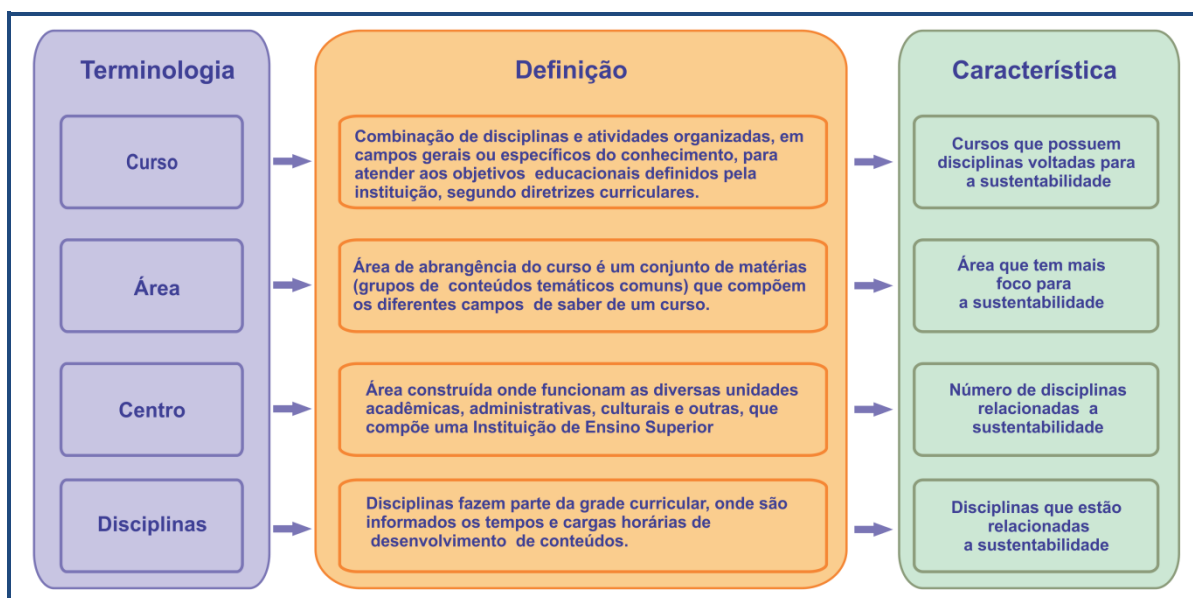 Terminologia
Definição
Característica
Curso
Combinação de disciplinas e atividades organizadas, em
campos gerais ou específicos do conhecimento, para
atender aos objetivos educacionais definidos pela
instituição, segundo diretrizes curriculares.
Cursos que possuem
disciplinas voltadas para
a sustentabilidade
Área
Área de abrangência do curso é um conjunto de matérias
(grupos de conteúdos temáticos comuns) que compõem
os diferentes campos de saber de um curso.
Área que tem mais
foco para
a sustentabilidade
Centro
Área construída onde funcionam as diversas unidades
acadêmicas, administrativas, culturais e outras, que
compõe uma Instituição de Ensino Superior
Número de disciplinas
relacionadas a
sustentabilidade
Disciplinas
Disciplinas fazem parte da grade curricular, onde são
informados os tempos e cargas horárias de
desenvolvimento de conteúdos.
Disciplinas que estão
relacionadas
a sustentabilidade